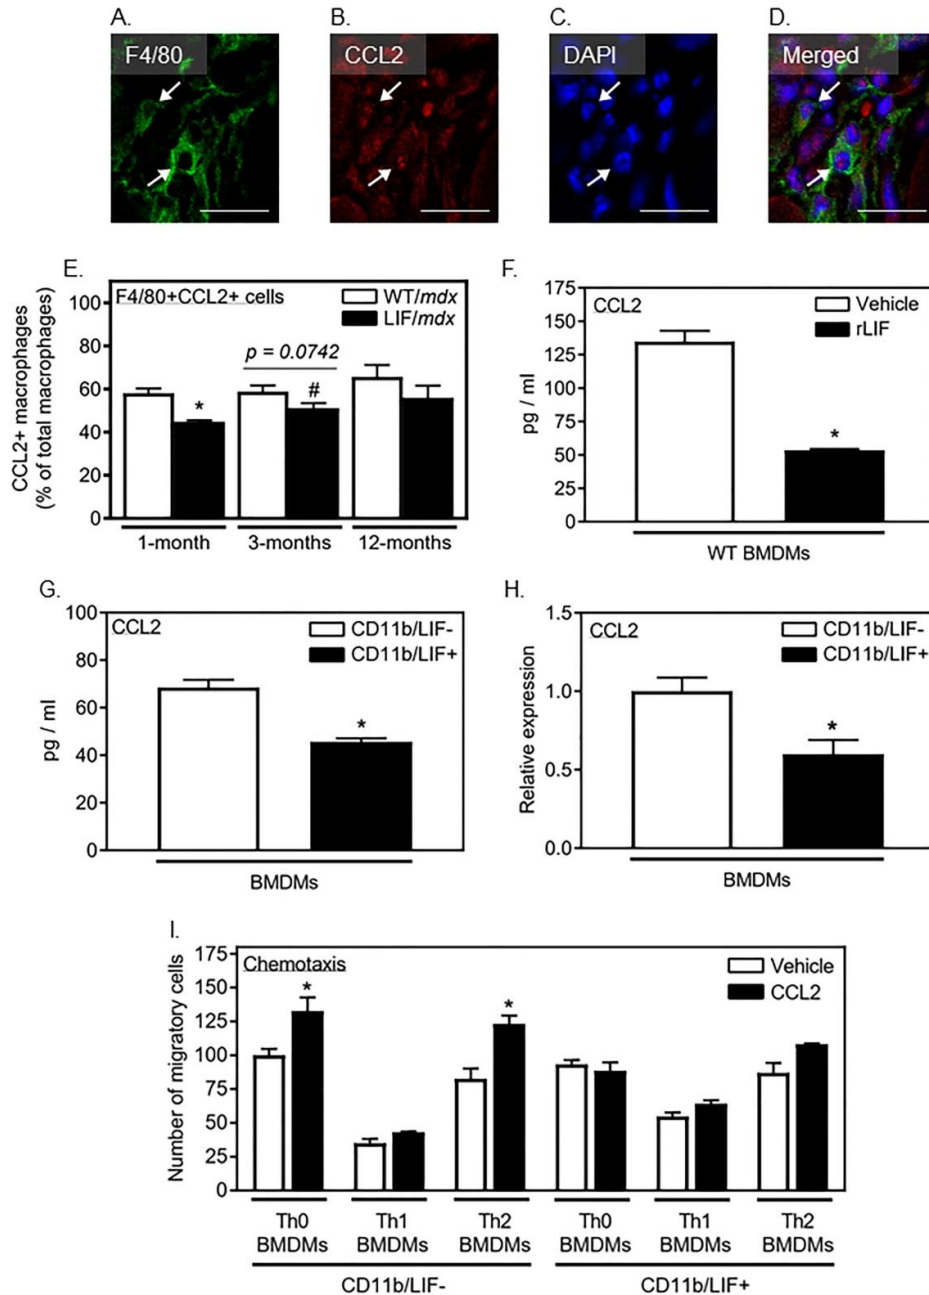 A.
B.
C.
D.
F4/80
CCL2
DAPI
Merged
E.
F4/80+CCL2+ cells
WT/mdx
LIF/mdx
p = 0.0742
*
#
CCL2+ macrophages
(% of total macrophages)
100
80
60
40
20
0
1-month
3-months
12-months
F.
CCL2
Vehicle
rLIF
*
pg / ml
175
150
125
100
75
50
25
0
WT BMDMs
G.
CCL2
CD11b/LIF-
CD11b/LIF+
*
pg / ml
100
80
60
40
20
0
BMDMs
H.
CCL2
CD11b/LIF-
CD11b/LIF+
*
Relative expression
1.5
1.0
0.5
0.0
BMDMs
I.
Chemotaxis
Vehicle
CCL2
*
*
Number of migratory cells
175
150
125
100
75
50
25
0
Th0
BMDMs
Th1
BMDMs
Th2
BMDMs
Th0
BMDMs
Th1
BMDMs
Th2
BMDMs
CD11b/LIF-
CD11b/LIF+